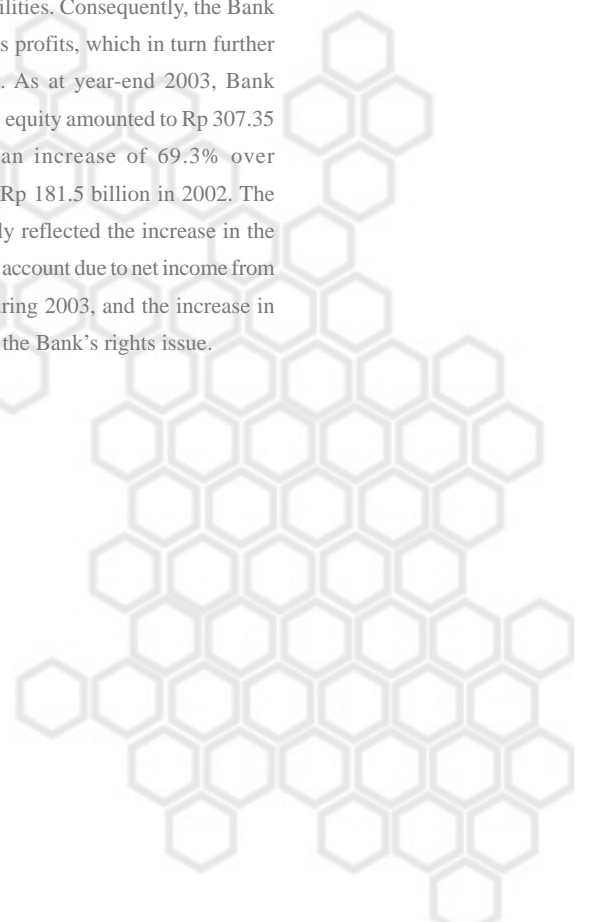 ilities. Consequently, the Bank
s profits, which in turn further
. As at year-end 2003, Bank
equity amounted to Rp 307.35
an increase of 69.3% over
Rp 181.5 billion in 2002. The
ly reflected the increase in the
account due to net income from
ring 2003, and the increase in
the Bank’s rights issue.